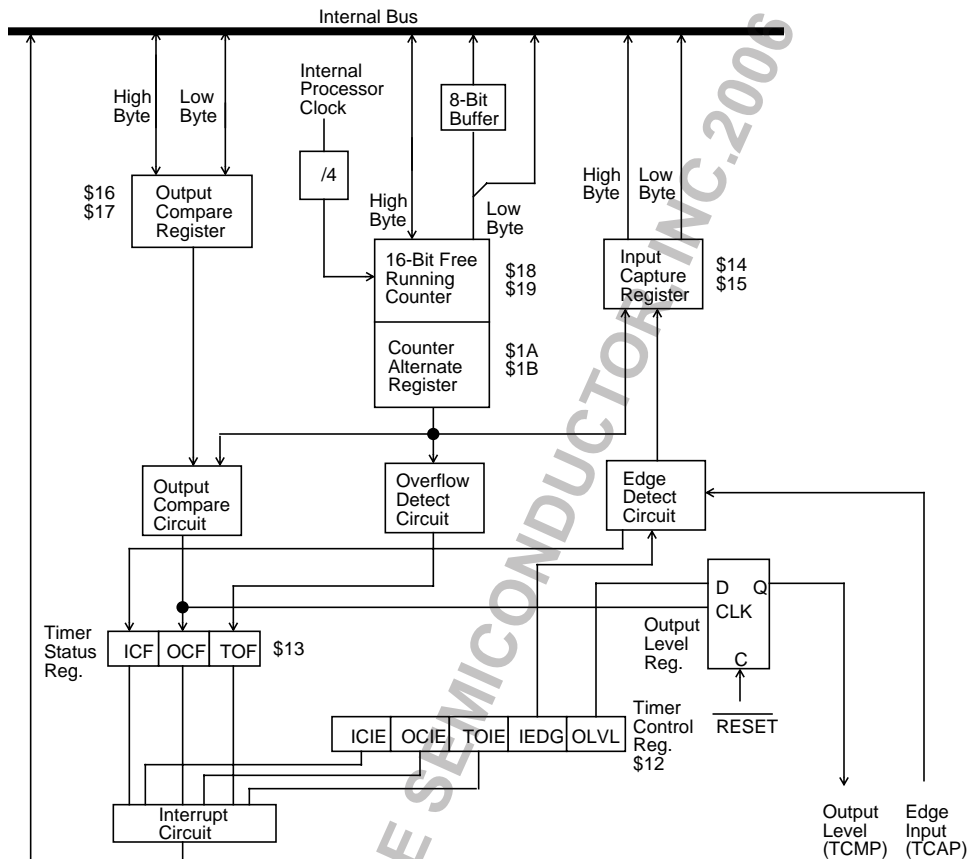 Internal Bus
High
Byte
Low
Byte
Internal
Processor
Clock
8-Bit
Buffer
/4
High
Byte
Low
Byte
High
Byte
Low
Byte
$16
$17
Output
Compare
Register
16-Bit Free
Running
Counter
$18
$19
Input
Capture
Register
$14
$15
Counter
Alternate
Register
$1A
$1B
Output
Compare
Circuit
Overflow
Detect
Circuit
Edge
Detect
Circuit
D Q
CLK
C
Output
Level
Reg.
RESET
Timer
Status
Reg.
ICF OCF TOF
$13
ICIE OCIE TOIE IEDG OLVL
Timer
Control
Reg.
$12
Interrupt
Circuit
Output
Level
(TCMP)
Edge
Input
(TCAP)
E SEMICONDUCTOR, INC.2006